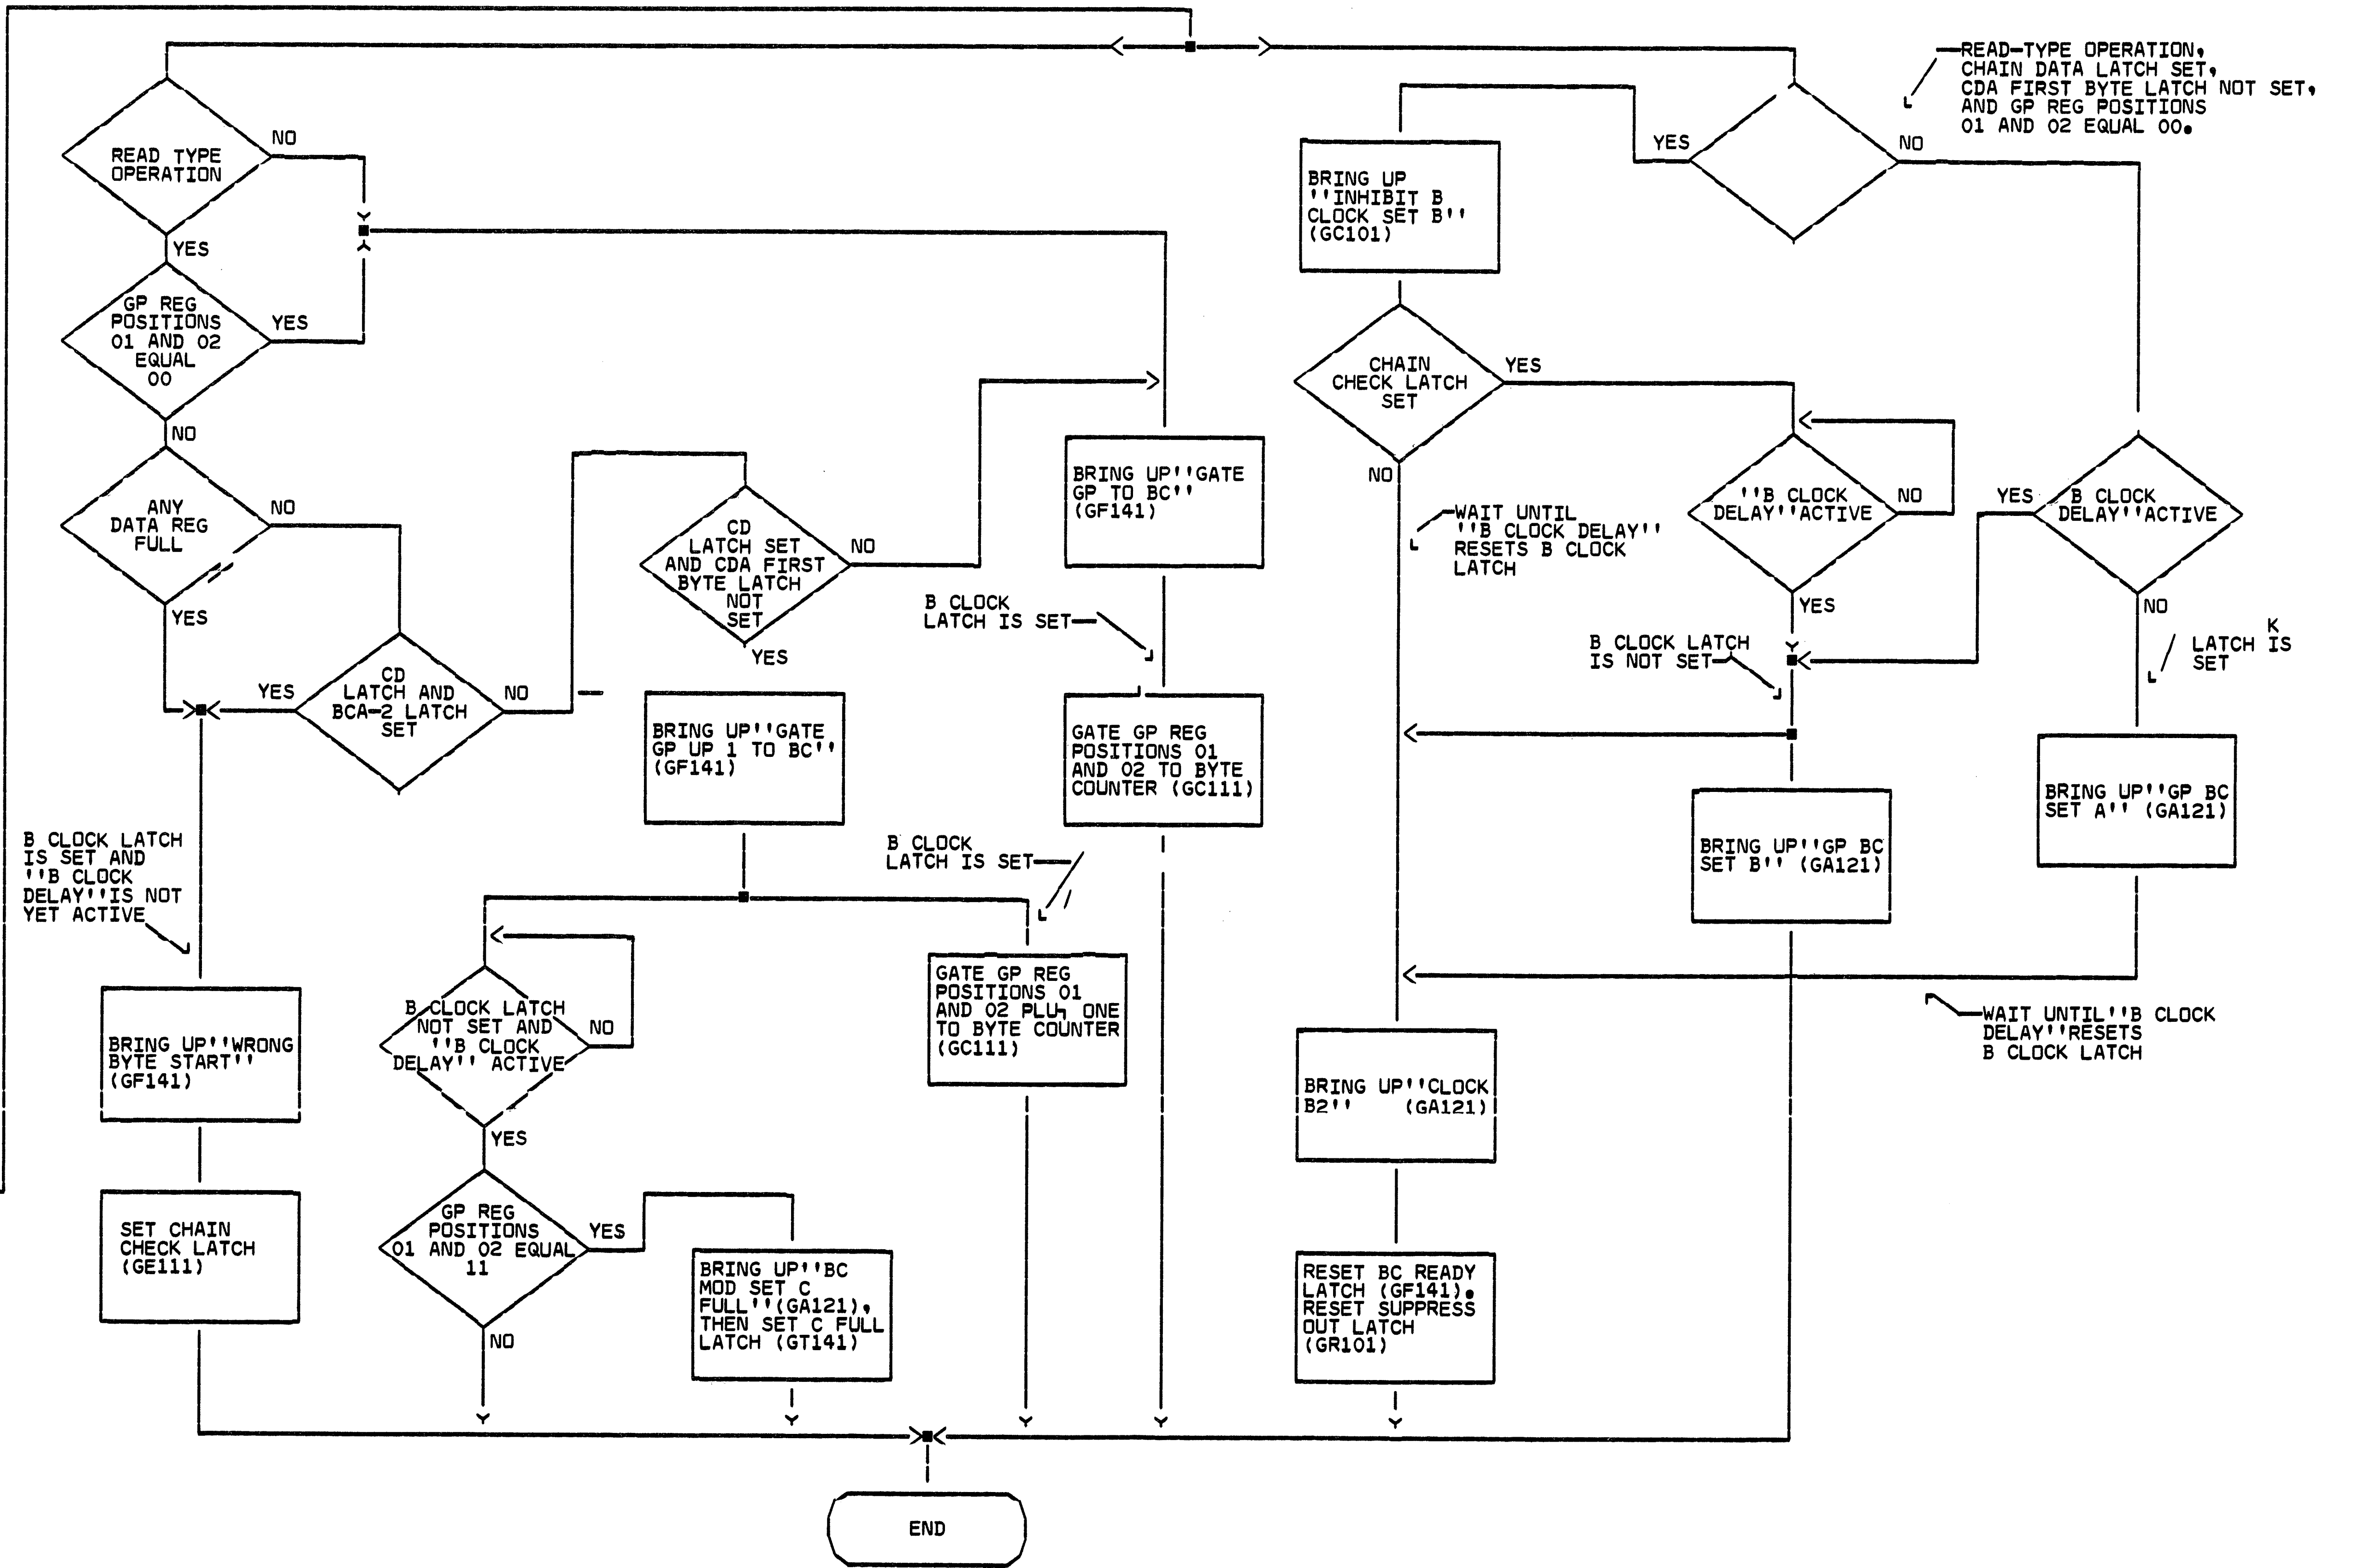 READ-TYPE OPERATION,
CHAIN DATA LATCH SET,
CDA FIRST BYTE LATCH NOT SET,
AND GP REG POSITIONS
01 AND 02 EQUAL 00.
NO
READ TYPE
OPERATION
YES
YES
NO
BRING UP
''INHIBIT B
CLOCK SET B''
(GC101)
GP REG
POSITIONS
01 AND 02
EQUAL
00
YES
NO
CHAIN
CHECK LATCH
SET
YES
NO
ANY
DATA REG
FULL
NO
YES
CD
LATCH SET
AND CDA FIRST
BYTE LATCH
NOT
SET
NO
YES
BRING UP''GATE
GP TO BC''
(GF141)
WAIT UNTIL
''B CLOCK DELAY''
RESETS B CLOCK
LATCH
''B CLOCK
DELAY''ACTIVE
NO
YES
YES
B CLOCK
DELAY''ACTIVE
NO
B CLOCK
LATCH IS SET
B CLOCK LATCH
IS NOT SET
K
LATCH IS
SET
YES
CD
LATCH AND
BCA-2 LATCH
SET
NO
BRING UP''GATE
GP UP 1 TO BC''
(GF141)
GATE GP REG
POSITIONS 01
AND 02 TO BYTE
COUNTER (GC111)
BRING UP''GP BC
SET A'' (GA121)
BRING UP''GP BC
SET B'' (GA121)
B CLOCK LATCH
IS SET AND
''B CLOCK
DELAY''IS NOT
YET ACTIVE
B CLOCK
LATCH IS SET
GATE GP REG
POSITIONS 01
AND 02 PLU ONE
TO BYTE COUNTER
(GC111)
B CLOCK LATCH
NOT SET AND
''B CLOCK
DELAY'' ACTIVE
NO
YES
WAIT UNTIL''B CLOCK
DELAY''RESETS
B CLOCK LATCH
BRING UP''WRONG
BYTE START''
(GF141)
BRING UP''CLOCK
B2'' (GA121)
SET CHAIN
CHECK LATCH
(GE111)
GP REG
POSITIONS
01 AND 02 EQUAL
11
YES
NO
BRING UP''BC
MOD SET C
FULL''(GA121),
THEN SET C FULL
LATCH (GT141)
RESET BC READY
LATCH (GF141).
RESET SUPPRESS
OUT LATCH
(GR101)
END